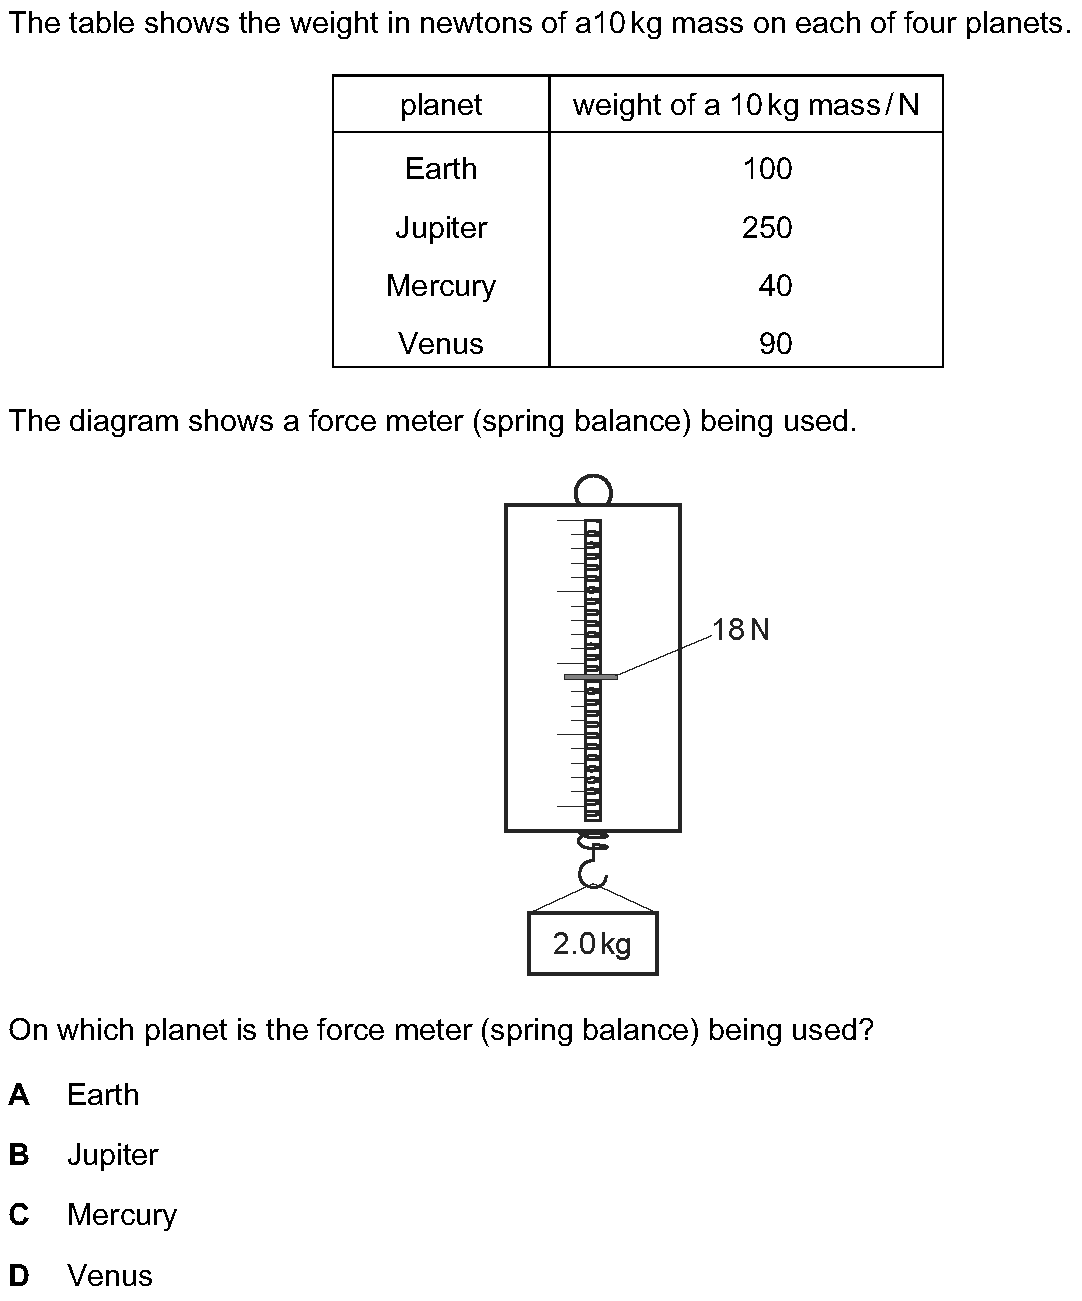 The table shows the weight in newtons of a10 kg mass on each of four planets.
planet weight of a 10 kg mass / N
Earth 100
Jupiter 250
Mercury 40
Venus 90
The diagram shows a force meter (spring balance) being used.
18 N
2.0 kg
On which planet is the force meter (spring balance) being used?
A Earth
B Jupiter
C Mercury
D Venus